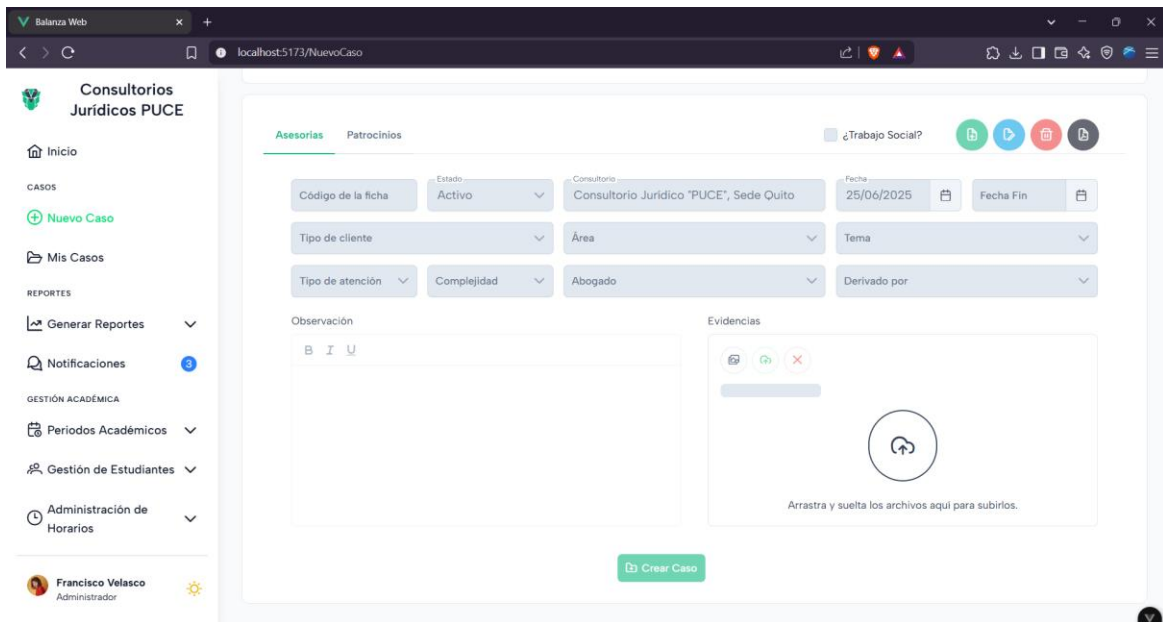 Balanza Web
localhost:5173/NuevoCaso
Consultorios
Jurídicos PUCE
Inicio
CASOS
Nuevo Caso
Mis Casos
REPORTES
Generar Reportes
Notificaciones 3
GESTIÓN ACADÉMICA
Periodos Académicos
Gestión de Estudiantes
Administración de
Horarios
Francisco Velasco
Administrador
Asesorias Patrocinios ¿Trabajo Social?
Estado Consultorio Fecha
Código de la ficha Activo Consultorio Juridico "PUCE", Sede Quito 25/06/2025 Fecha Fin
Tipo de cliente Área Tema
Tipo de atención Complejidad Abogado Derivado por
Observación Evidencias
B I U
Arrastra y suelta los archivos aquí para subirlos.
Crear Caso